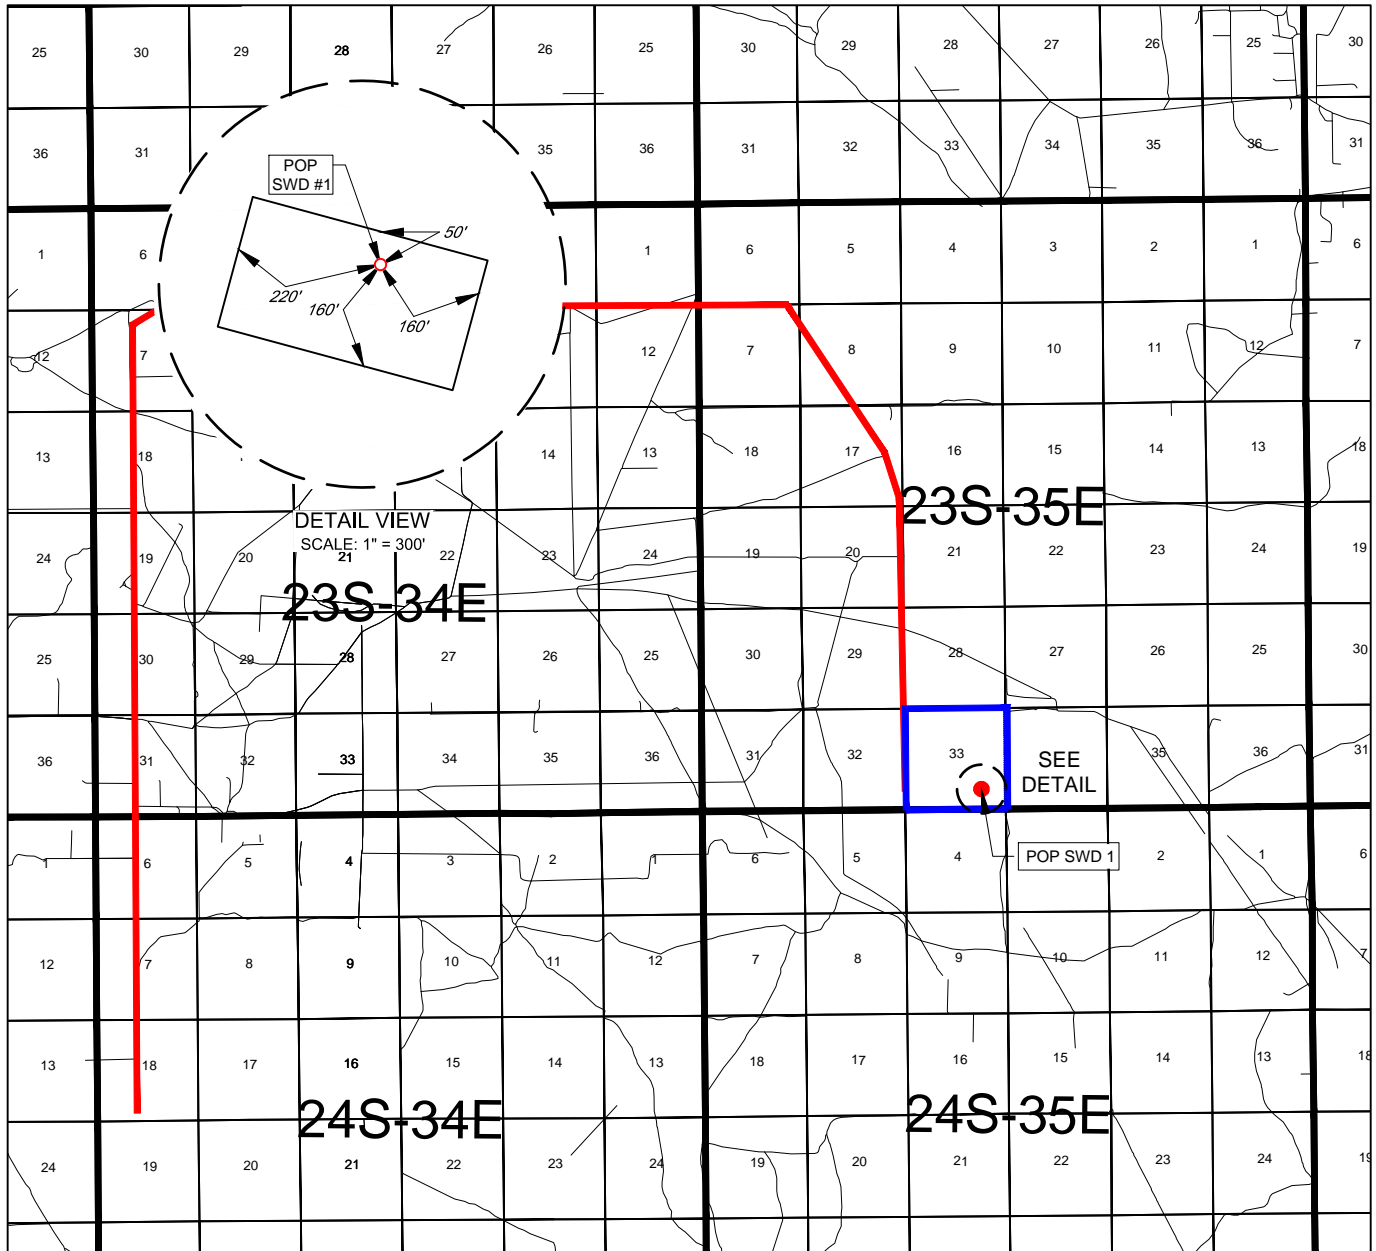 25 30 29 28 27 26 25 30 29 28 27 26 25 30
36 31 35 36 31 32 33 34 35 36 31
POP
SWD #1
50'
220'
160'
160'
1 6 1 6 5 4 3 2 1 6
12 7 12 7 8 9 10 11 12 7
13 18 14 13 18 17 16 15 14 13 18
23S-35E
DETAIL VIEW
SCALE: 1" = 300'
24 19 20 21 22 23 24 19 20 21 22 23 24 19
23S-34E
25 30 29 28 27 26 25 30 29 28 27 26 25 30
36 31 32 33 34 35 36 31 32 33 35 36 31
SEE
DETAIL
POP SWD 1
1 6 5 4 3 2 1 6 5 4 2 1 6
12 7 8 9 10 11 12 7 8 9 10 11 12 7
13 18 17 16 15 14 13 18 17 16 15 14 13 18
24S-34E
24S-35E
24 19 20 21 22 23 24 19 20 21 22 23 24 19